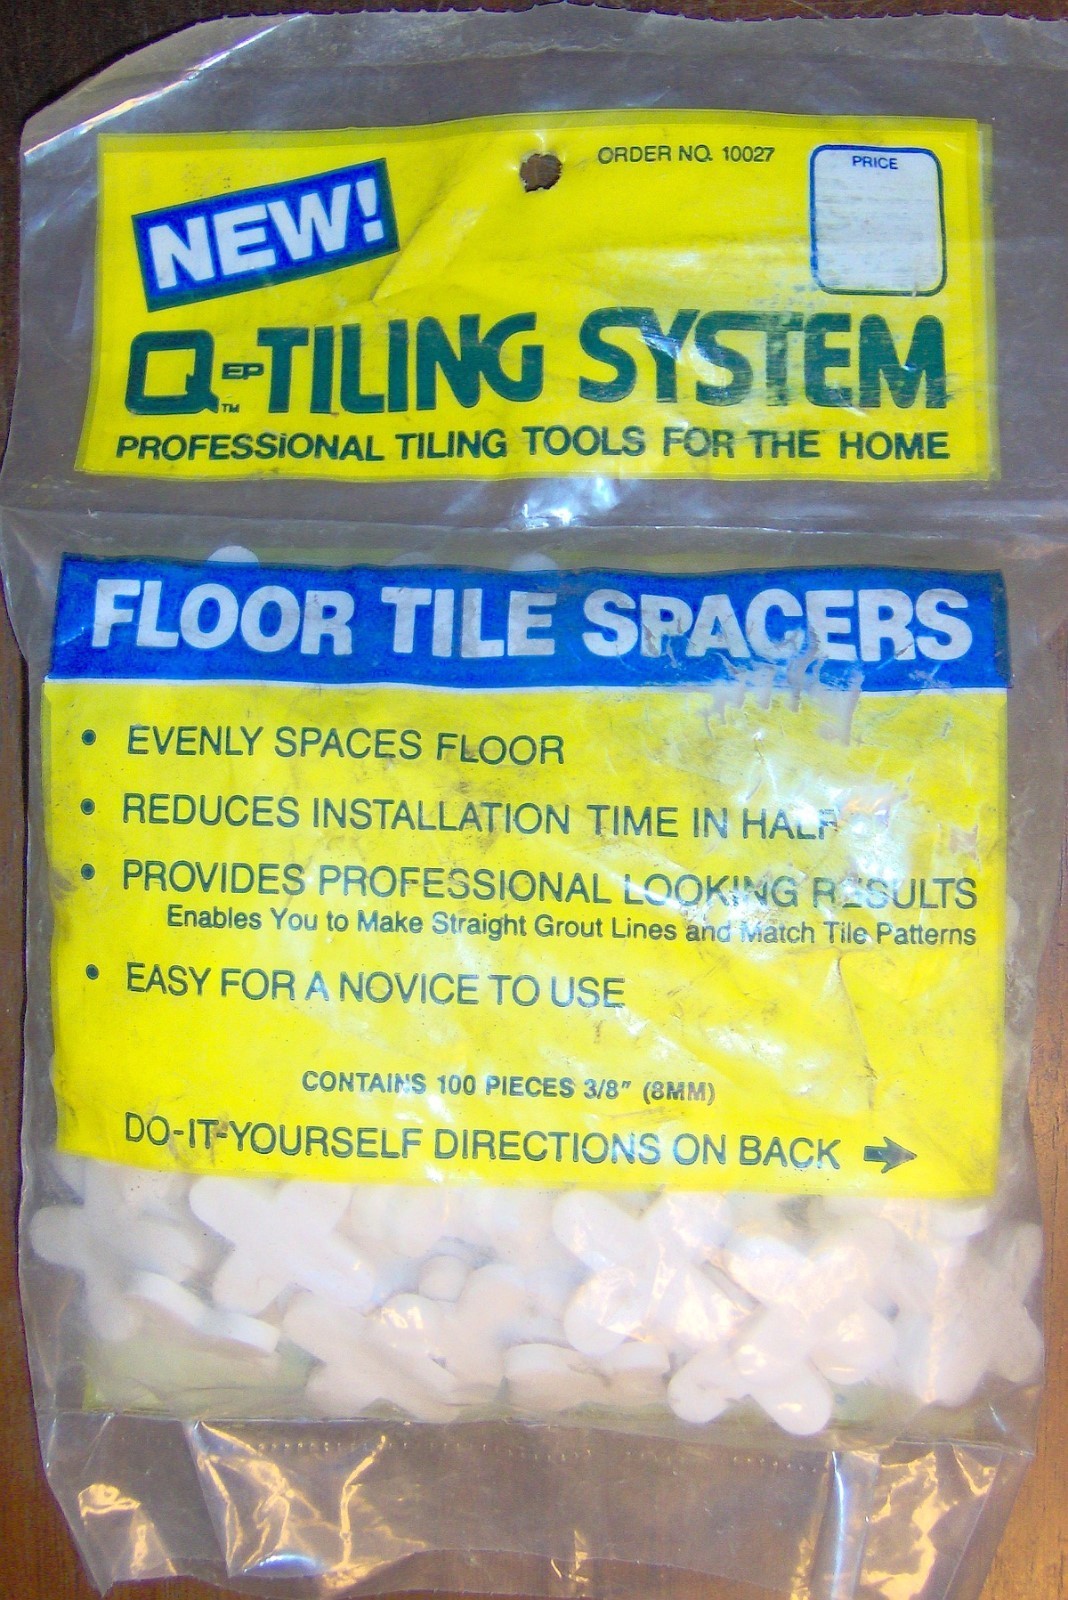 ORDER NO. 10027
PRICE
NEW!
Q-EP TILING SYSTEM
TM
PROFESSIONAL TILING TOOLS FOR THE HOME
FLOOR TILE SPACERS
• EVENLY SPACES FLOOR
• REDUCES INSTALLATION TIME IN HALF
• PROVIDES PROFESSIONAL LOOKING RESULTS
Enables You to Make Straight Grout Lines and Match Tile Patterns
• EASY FOR A NOVICE TO USE
CONTAINS 100 PIECES 3/8" (8MM)
DO-IT-YOURSELF DIRECTIONS ON BACK